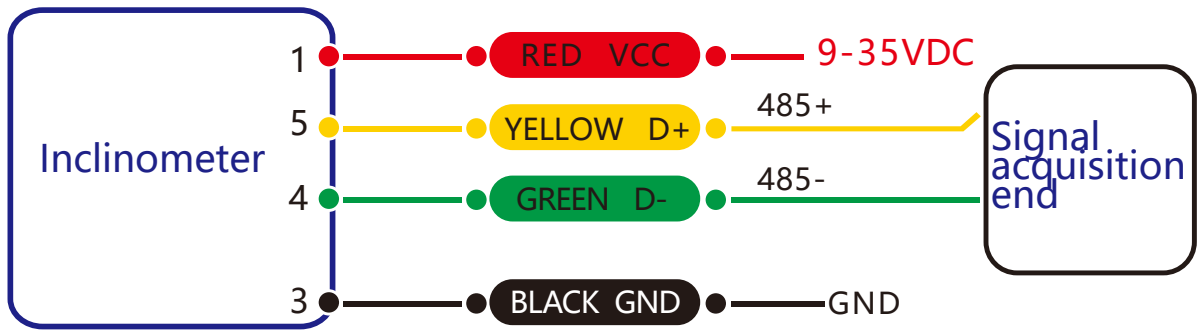 1 RED VCC 9-35VDC
5 YELLOW D+ 485+
Inclinometer
4 GREEN D- 485-
Signal
acquisition
end
3 BLACK GND GND